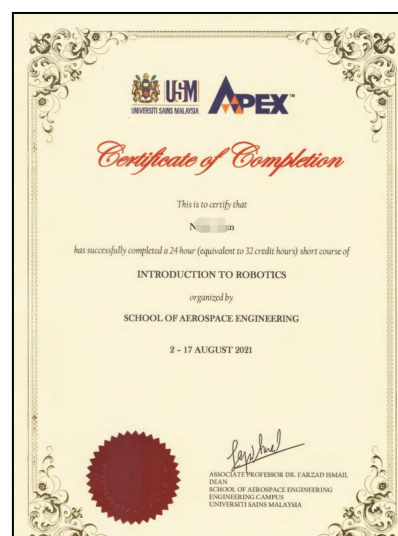 USM
UNIVERSITI SAINS MALAYSIA
APEX™
Certificate of Completion
This is to certify that
has successfully completed a 24 hour (equivalent to 32 credit hours) short course of
INTRODUCTION TO ROBOTICS
organized by
SCHOOL OF AEROSPACE ENGINEERING
2 - 17 AUGUST 2021
ASSOCIATE PROFESSOR DR. FARZAD ISMAIL
DEAN
SCHOOL OF AEROSPACE ENGINEERING
ENGINEERING CAMPUS
UNIVERSITI SAINS MALAYSIA